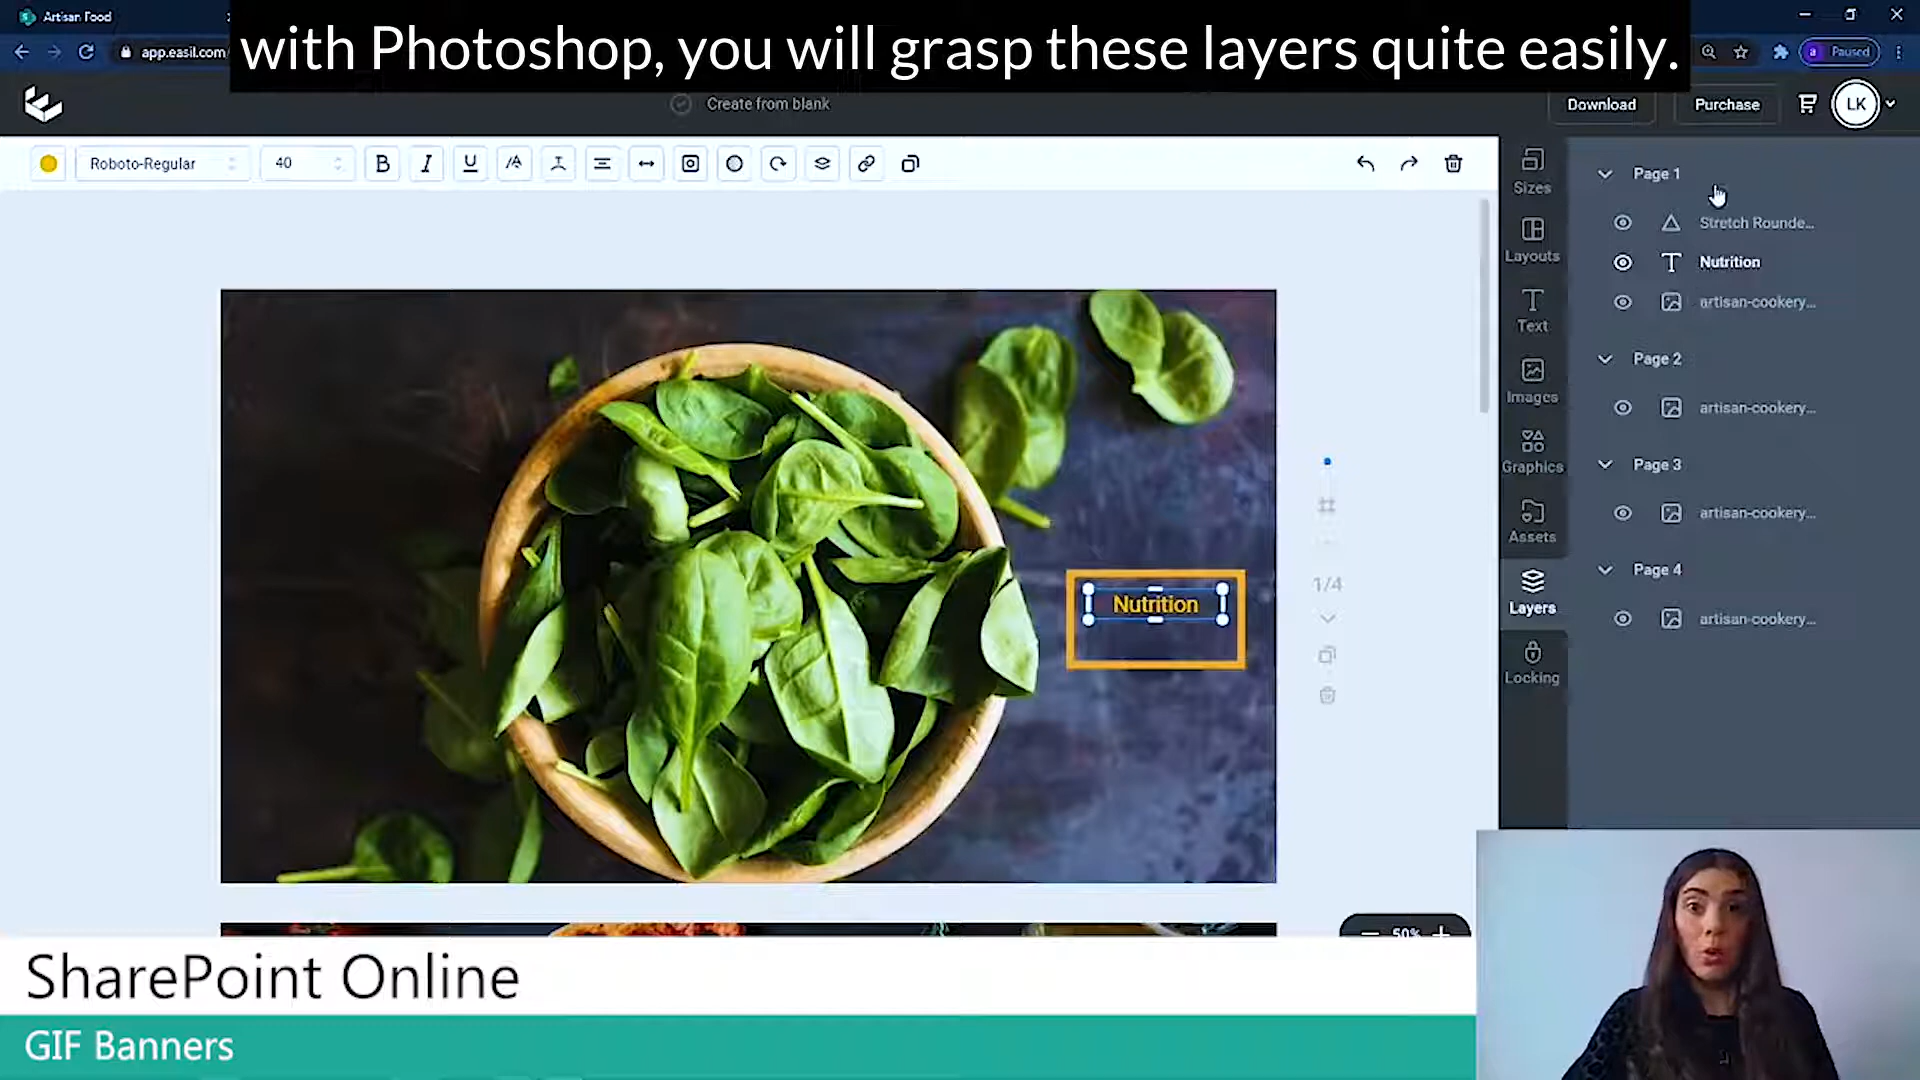 Artisan Food
with Photoshop, you will grasp these layers quite easily.
app.easil.com
a Paused
Create from blank
Download
Purchase
LK
Roboto-Regular
40
B I U
Sizes
Layouts
Text
Images
Graphics
Assets
Layers
Locking
Page 1
Stretch Rounde...
Nutrition
artisan-cookery...
Page 2
artisan-cookery...
Page 3
artisan-cookery...
Page 4
artisan-cookery...
Nutrition
1/4
50%
SharePoint Online
GIF Banners